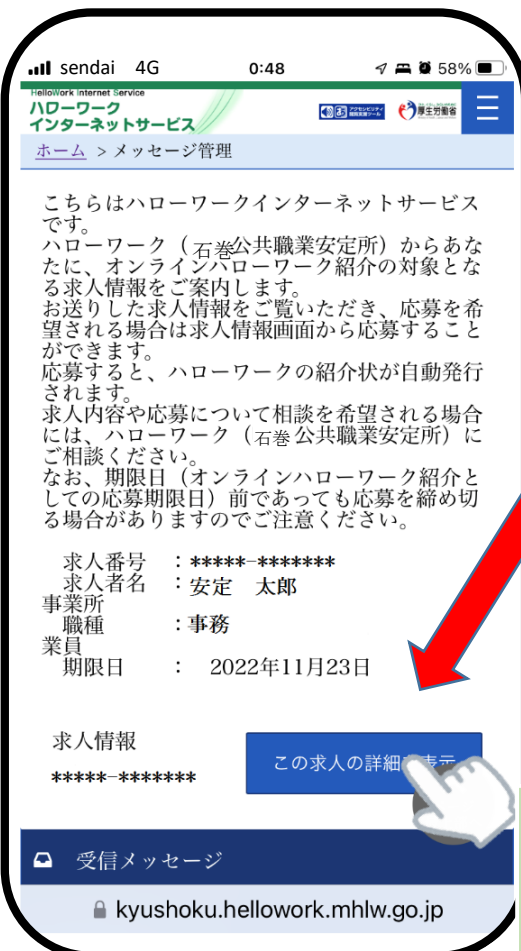 sendai 4G 0:48 58%
HelloWork Internet Service
ハローワーク
インターネットサービス
厚生労働省
ホーム > メッセージ管理
こちらはハローワークインターネットサービス
です。
ハローワーク（石巻公共職業安定所）からあな
たに、オンラインハローワーク紹介の対象とな
る求人情報をご案内します。
お送りした求人情報をご覧いただき、応募を希
望される場合は求人情報画面から応募すること
ができます。
応募すると、ハローワークの紹介状が自動発行
されます。
求人内容や応募について相談を希望される場合
には、ハローワーク（石巻公共職業安定所）に
ご相談ください。
なお、期限日（オンラインハローワーク紹介と
しての応募期限日）前であっても応募を締め切
る場合がありますのでご注意ください。
求人番号 ：*****-*******
求人者名 ：安定 太郎
事業所
職種 ：事務
業員
期限日 ： 2022年11月23日
求人情報
*****-*******
この求人の詳細を表示
受信メッセージ
kyushoku.hellowork.mhlw.go.jp